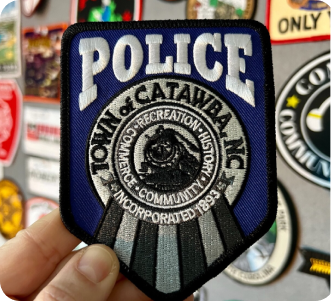 POLICE
TOWN OF CATAWBA, NC
RECREATION · HISTORY · COMMUNITY · COMMERCE
INCORPORATED 1893
ONLY